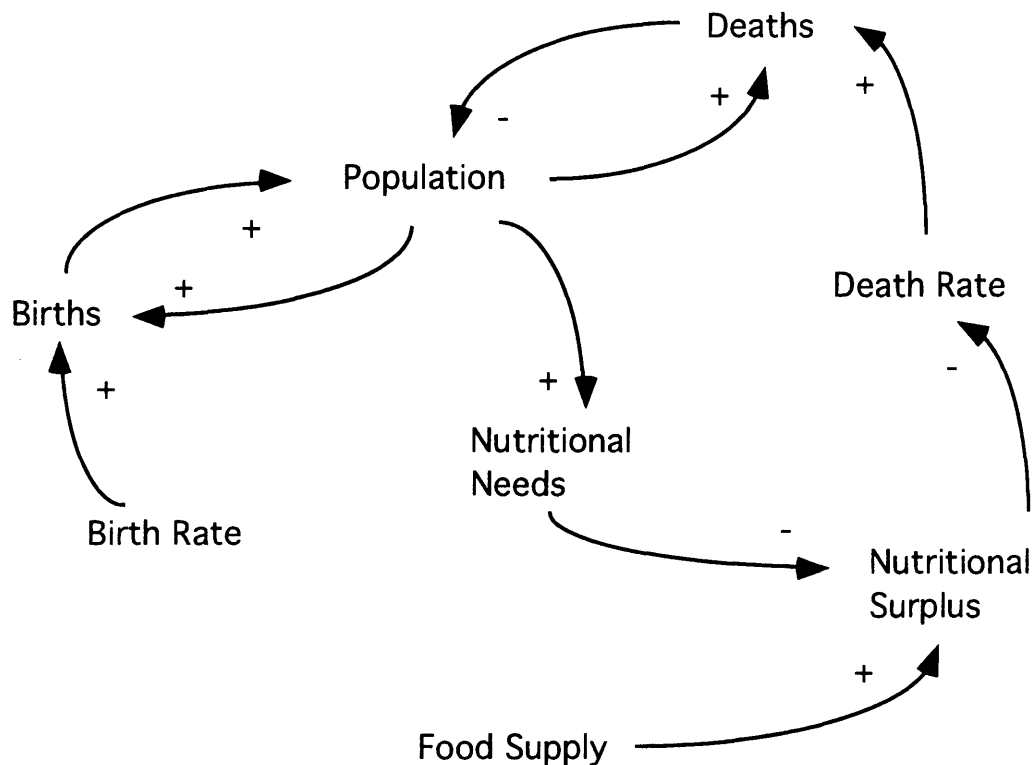 Deaths
+
+
-
Population
+
+
Death Rate
Births
-
+
+
Nutritional
Needs
Birth Rate
-
Nutritional
Surplus
+
Food Supply